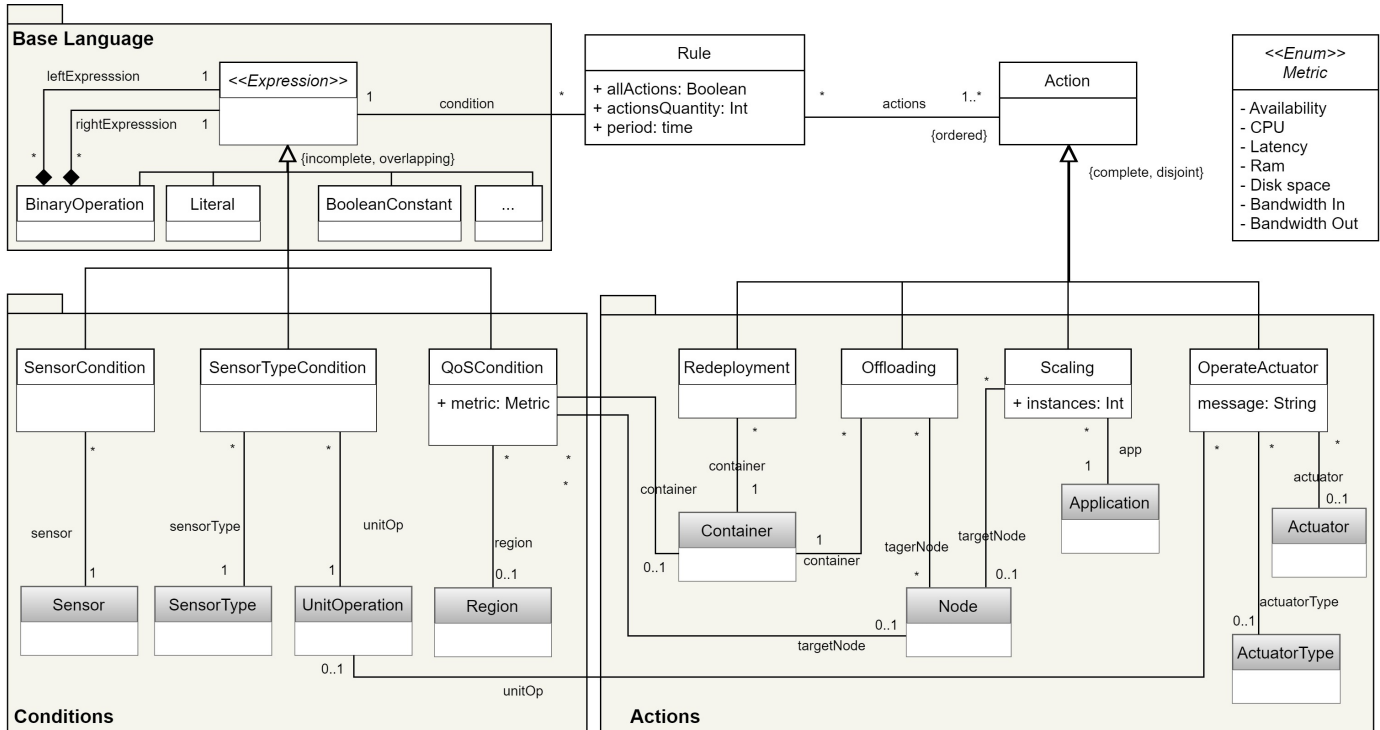 Base Language
leftExpresssion
1
rightExpresssion
1
*
*
<<Expression>>
1
condition
*
{incomplete, overlapping}
BinaryOperation
Literal
BooleanConstant
...
Rule
+ allActions: Boolean
+ actionsQuantity: Int
+ period: time
*
actions
1..*
{ordered}
Action
{complete, disjoint}
<<Enum>>
Metric
- Availability
- CPU
- Latency
- Ram
- Disk space
- Bandwidth In
- Bandwidth Out
SensorCondition
SensorTypeCondition
QoSCondition
+ metric: Metric
*
*
*
*
*
*
sensor
sensorType
unitOp
region
1
1
1
0..1
Sensor
SensorType
UnitOperation
Region
0..1
unitOp
Conditions
Redeployment
Offloading
Scaling
+ instances: Int
OperateActuator
message: String
*
*
*
*
*
*
*
*
container
container
1
0..1
Container
1
container
tagerNode
*
targetNode
0..1
app
1
Application
actuator
0..1
Actuator
Node
0..1
targetNode
actuatorType
0..1
ActuatorType
Actions